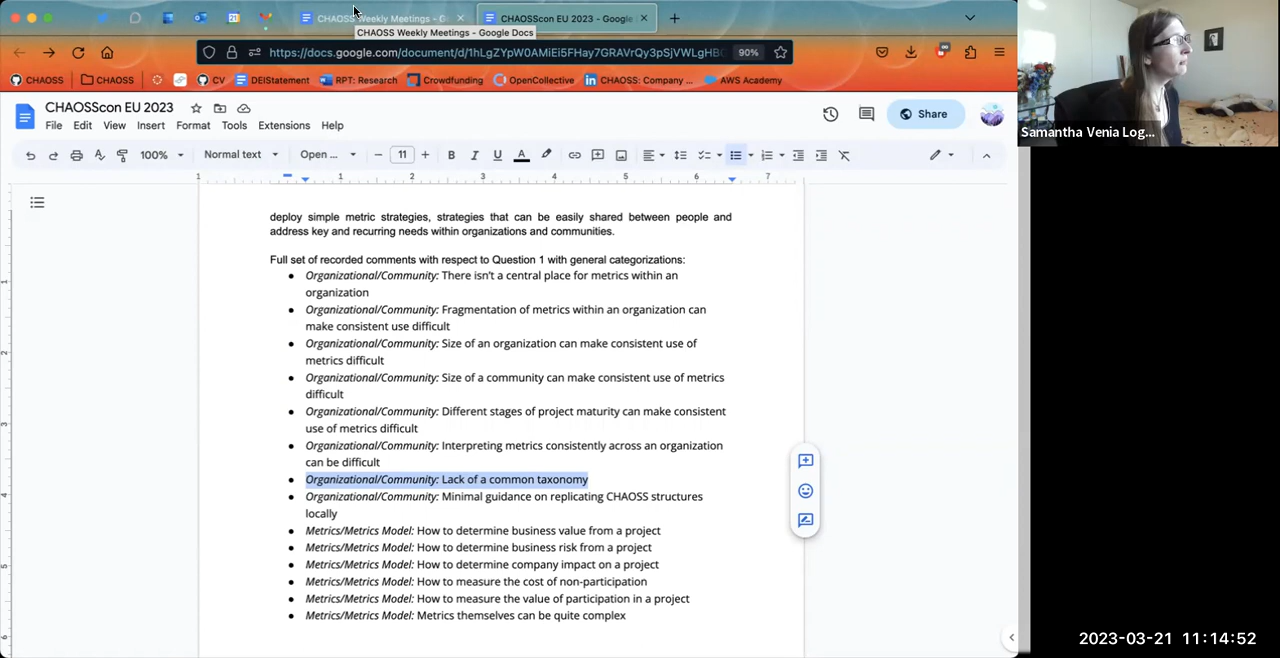 CHAOSS Weekly Meetings - G
CHAOSScon EU 2023 - Google
CHAOSS Weekly Meetings - Google Docs
https://docs.google.com/document/d/1hLgZYpW0AMiEi5FHay7GRAVrQy3pSjVWLgHBC
90%
CHAOSS
CHAOSS
CV
DEIStatement
RPT: Research
Crowdfunding
OpenCollective
CHAOSS: Company ...
AWS Academy
CHAOSScon EU 2023
File Edit View Insert Format Tools Extensions Help
Share
100% Normal text Open ... 11
1 1 2 3 4 5 6 7
deploy simple metric strategies, strategies that can be easily shared between people and
address key and recurring needs within organizations and communities.
Full set of recorded comments with respect to Question 1 with general categorizations:
● Organizational/Community: There isn't a central place for metrics within an
organization
● Organizational/Community: Fragmentation of metrics within an organization can
make consistent use difficult
● Organizational/Community: Size of an organization can make consistent use of
metrics difficult
● Organizational/Community: Size of a community can make consistent use of metrics
difficult
● Organizational/Community: Different stages of project maturity can make consistent
use of metrics difficult
● Organizational/Community: Interpreting metrics consistently across an organization
can be difficult
● Organizational/Community: Lack of a common taxonomy
● Organizational/Community: Minimal guidance on replicating CHAOSS structures
locally
● Metrics/Metrics Model: How to determine business value from a project
● Metrics/Metrics Model: How to determine business risk from a project
● Metrics/Metrics Model: How to determine company impact on a project
● Metrics/Metrics Model: How to measure the cost of non-participation
● Metrics/Metrics Model: How to measure the value of participation in a project
● Metrics/Metrics Model: Metrics themselves can be quite complex
Samantha Venia Log...
2023-03-21 11:14:52